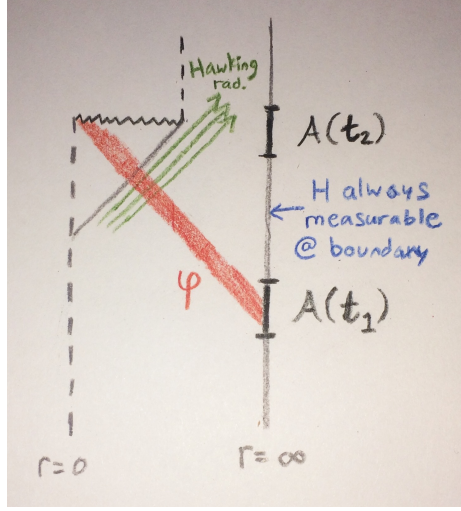 Hawking
rad.
A(t₂)
H always
measurable
@ boundary
φ
A(t₁)
r=0
r=∞